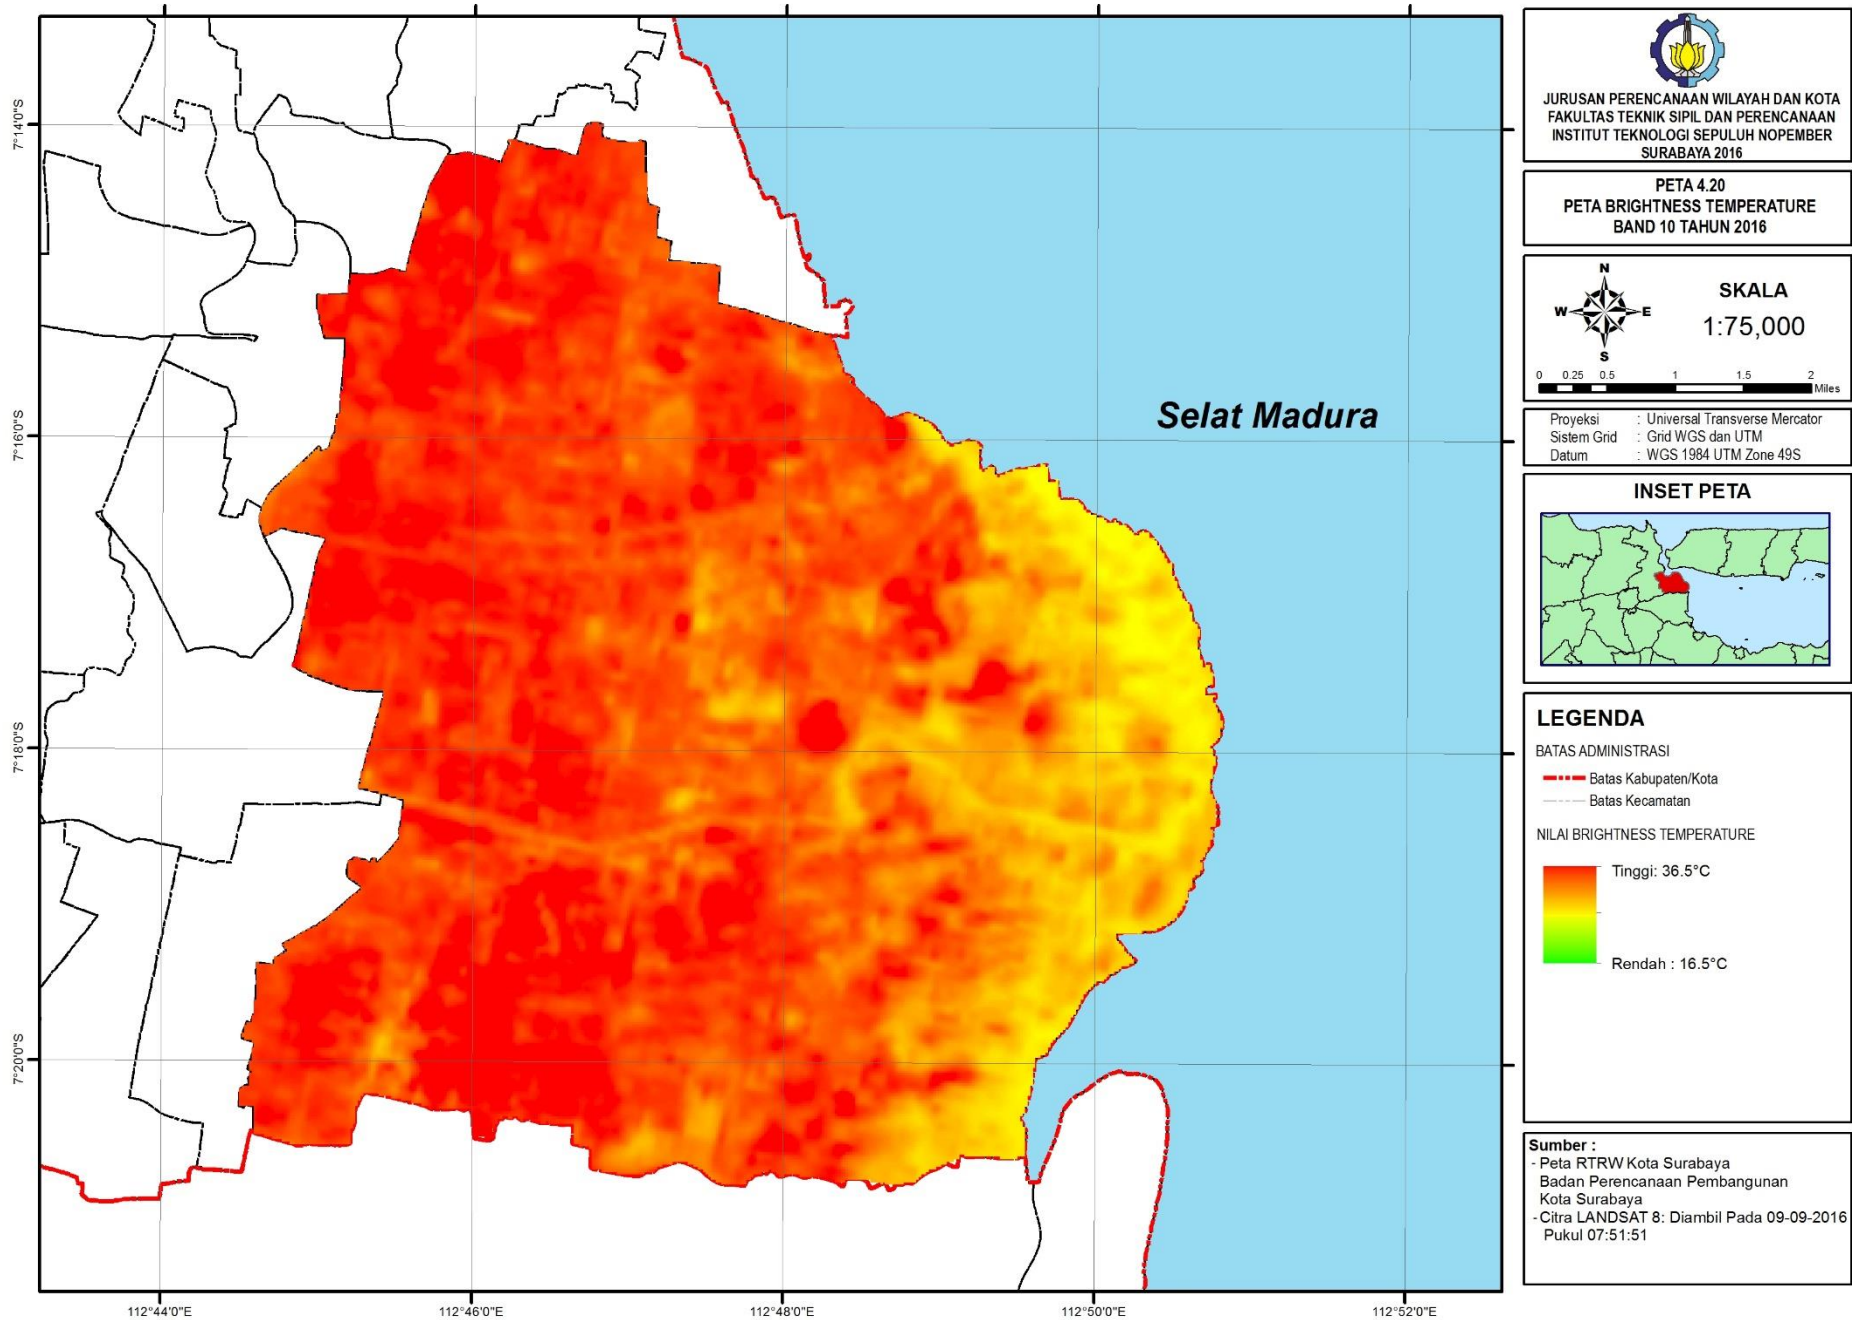 7°14'0"S
7°16'0"S
7°18'0"S
7°20'0"S
112°44'0"E
112°46'0"E
112°48'0"E
112°50'0"E
112°52'0"E
Selat Madura
JURUSAN PERENCANAAN WILAYAH DAN KOTA
FAKULTAS TEKNIK SIPIL DAN PERENCANAAN
INSTITUT TEKNOLOGI SEPULUH NOPEMBER
SURABAYA 2016
PETA 4.20
PETA BRIGHTNESS TEMPERATURE
BAND 10 TAHUN 2016
N
W
E
S
SKALA
1:75,000
0 0.25 0.5 1 1.5 2
Miles
Proyeksi : Universal Transverse Mercator
Sistem Grid : Grid WGS dan UTM
Datum : WGS 1984 UTM Zone 49S
INSET PETA
LEGENDA
BATAS ADMINISTRASI
Batas Kabupaten/Kota
Batas Kecamatan
NILAI BRIGHTNESS TEMPERATURE
Tinggi: 36.5°C
Rendah : 16.5°C
Sumber :
- Peta RTRW Kota Surabaya
Badan Perencanaan Pembangunan
Kota Surabaya
- Citra LANDSAT 8: Diambil Pada 09-09-2016
Pukul 07:51:51